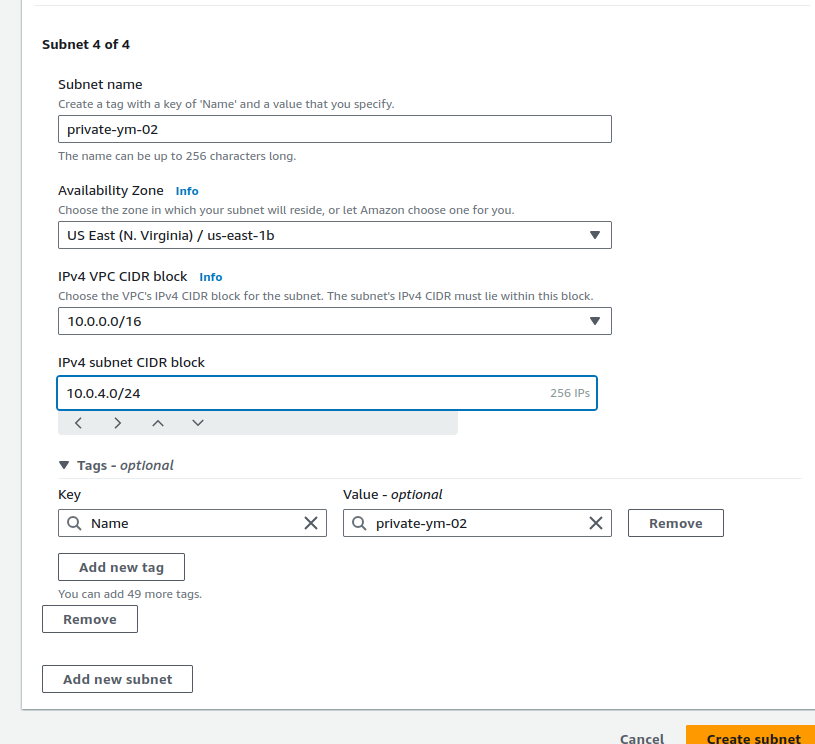 Subnet 4 of 4
Subnet name
Create a tag with a key of 'Name' and a value that you specify.
private-ym-02
The name can be up to 256 characters long.
Availability Zone Info
Choose the zone in which your subnet will reside, or let Amazon choose one for you.
US East (N. Virginia) / us-east-1b
IPv4 VPC CIDR block Info
Choose the VPC's IPv4 CIDR block for the subnet. The subnet's IPv4 CIDR must lie within this block.
10.0.0.0/16
IPv4 subnet CIDR block
10.0.4.0/24 256 IPs
Tags - optional
Key Value - optional
Name private-ym-02 Remove
Add new tag
You can add 49 more tags.
Remove
Add new subnet
Cancel Create subnet